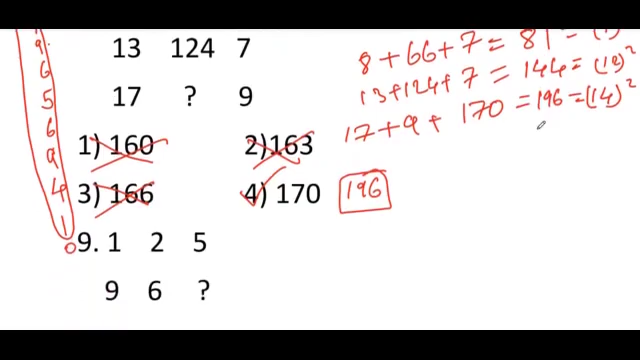 8 + 66 + 7 = 81
13 124 7
13 + 124 + 7 = 144 = (12)²
17 ? 9
17 + 9 + 170 = 196 = (14)²
1) 160 2) 163
3) 166 4) 170 196
9. 1 2 5
9 6 ?
9
6
5
6
9
4
1
0